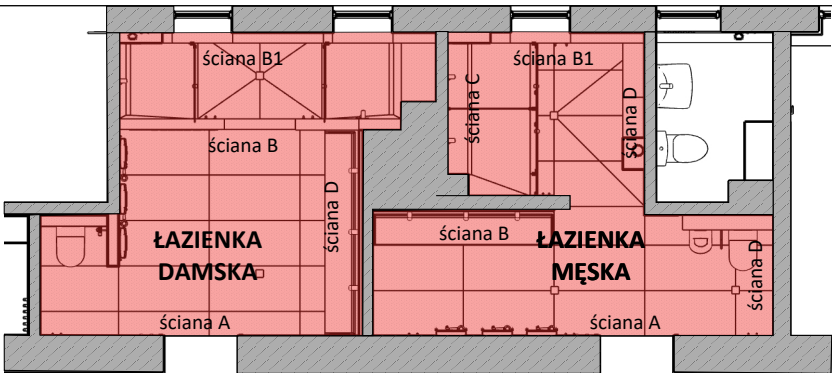 ściana B1
ściana B1
ściana C
ściana D
ściana B
ściana D
ściana B
ŁAZIENKA
DAMSKA
ŁAZIENKA
MĘSKA
ściana D
ściana A
ściana A